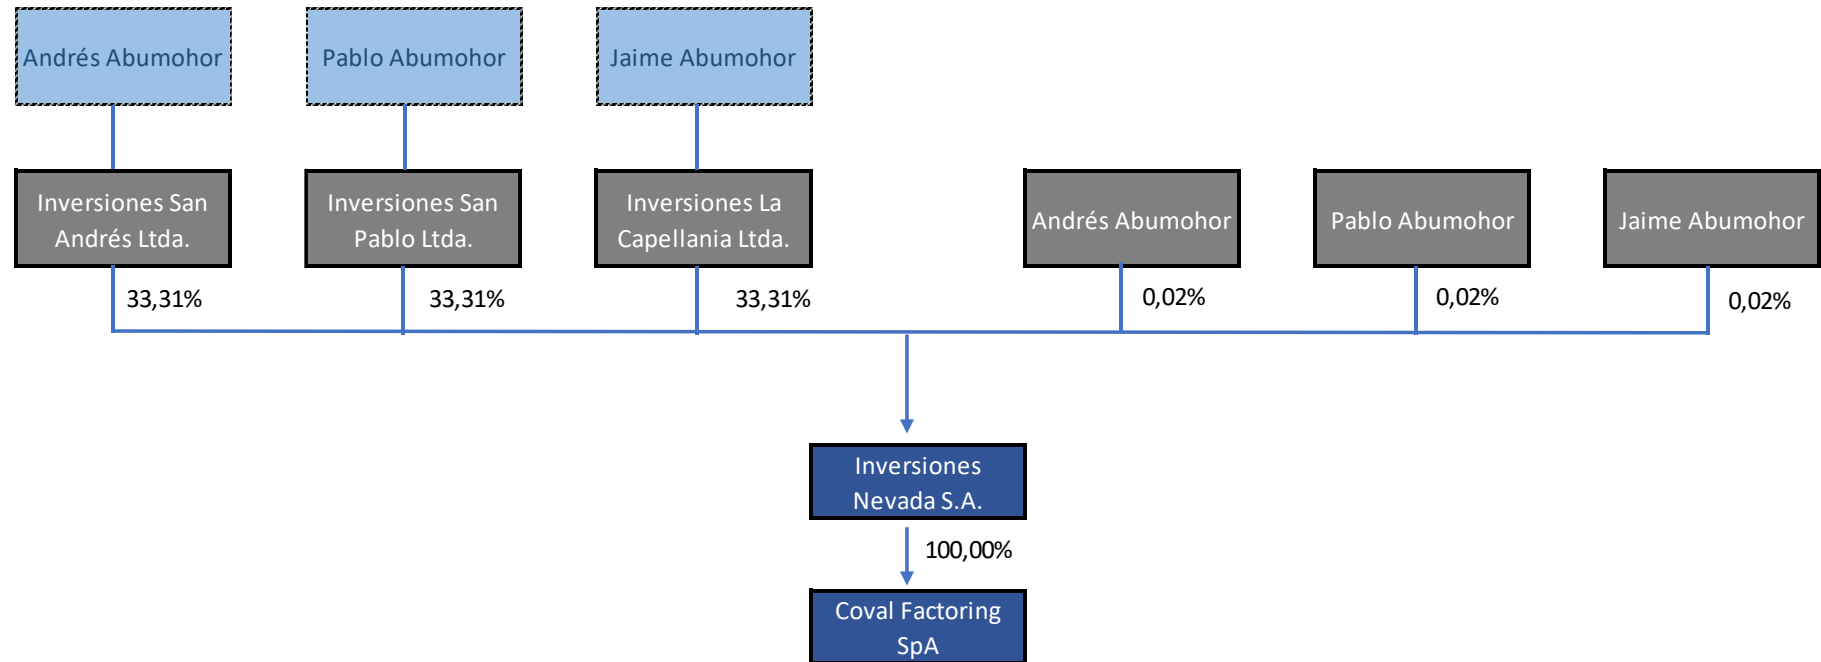 Andrés Abumohor
Pablo Abumohor
Jaime Abumohor
Inversiones San
Andrés Ltda.
Inversiones San
Pablo Ltda.
Inversiones La
Capellania Ltda.
Andrés Abumohor
Pablo Abumohor
Jaime Abumohor
33,31%
33,31%
33,31%
0,02%
0,02%
0,02%
Inversiones
Nevada S.A.
100,00%
Coval Factoring
SpA